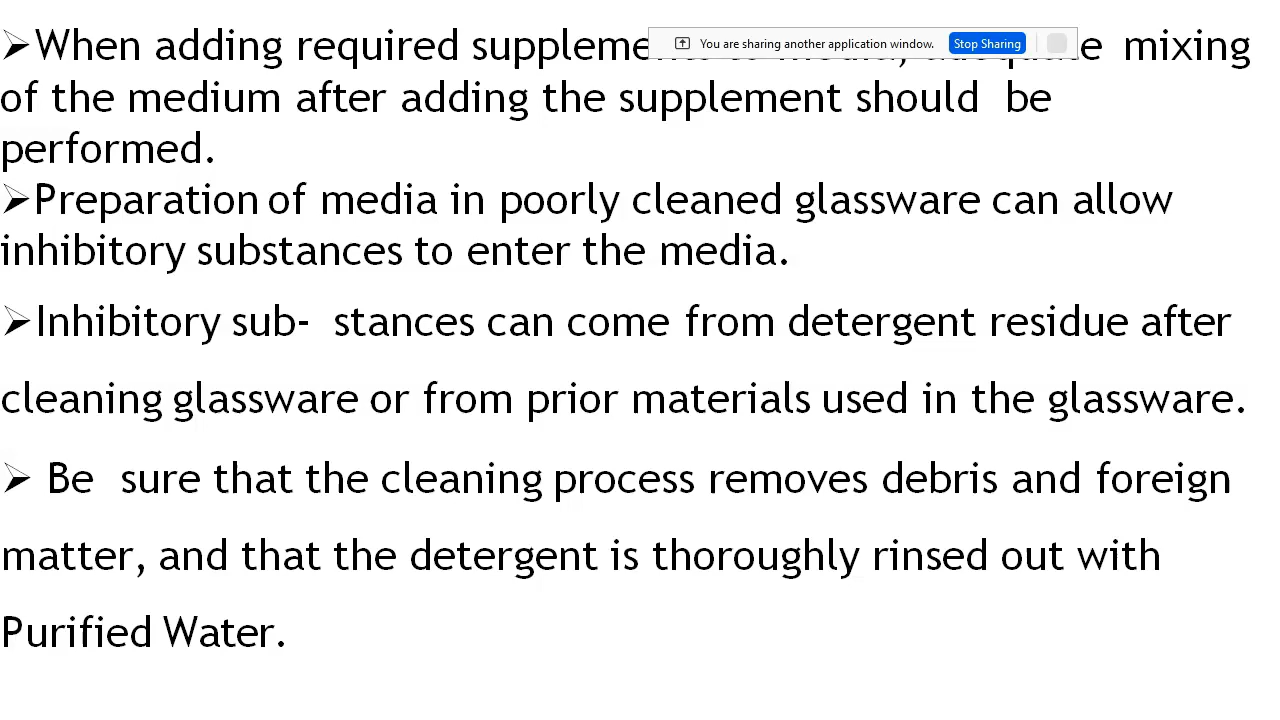 ➢When adding required supplements to media, adequate mixing
You are sharing another application window. Stop Sharing
of the medium after adding the supplement should be
performed.
➢Preparation of media in poorly cleaned glassware can allow
inhibitory substances to enter the media.
➢Inhibitory sub- stances can come from detergent residue after
cleaning glassware or from prior materials used in the glassware.
➢ Be sure that the cleaning process removes debris and foreign
matter, and that the detergent is thoroughly rinsed out with
Purified Water.